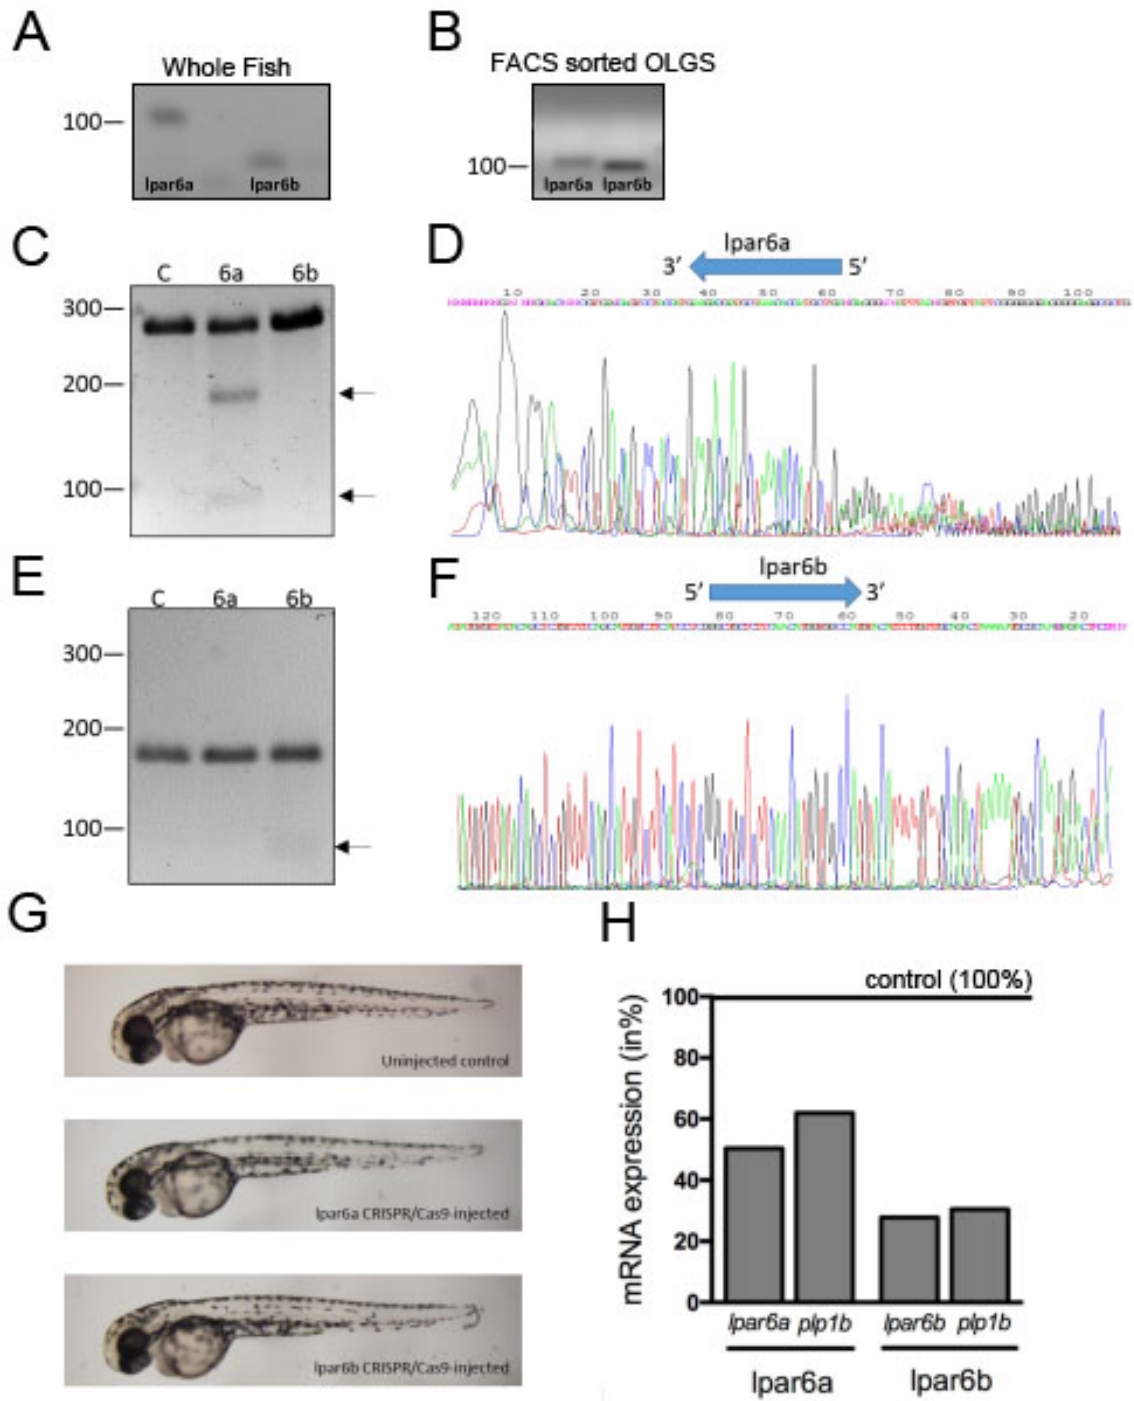 A
Whole Fish
100
lpar6a lpar6b
B
FACS sorted OLGS
100
lpar6a lpar6b
C
C 6a 6b
300
200
100
D
lpar6a
3′ 5′
10 20 30 40 50 60 70 80 90 100
E
C 6a 6b
300
200
100
F
lpar6b
5′ 3′
120 110 100 90 80 70 60 50 40 30 20
G
Uninjected control
lpar6a CRISPR/Cas9-injected
lpar6b CRISPR/Cas9-injected
H
control (100%)
mRNA expression (in%)
100
80
60
40
20
0
lpar6a plp1b lpar6b plp1b
lpar6a lpar6b